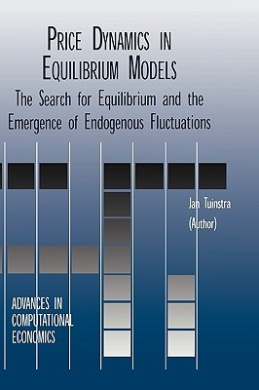 PRICE DYNAMICS IN
EQUILIBRIUM MODELS
The Search for Equilibrium and the
Emergence of Endogenous Fluctuations
Jan Tuinstra
(Author)
ADVANCES IN
COMPUTATIONAL
ECONOMICS